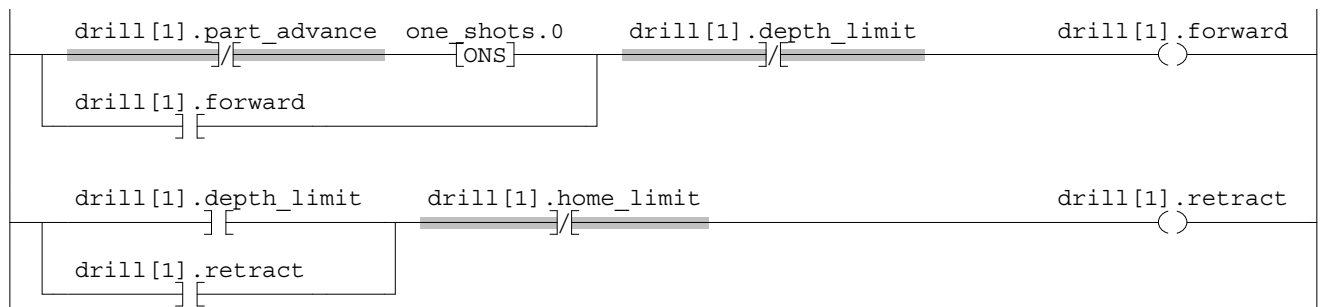 drill[1].part_advance one_shots.0 drill[1].depth_limit drill[1].forward
ONS
drill[1].forward
drill[1].depth_limit drill[1].home_limit drill[1].retract
drill[1].retract